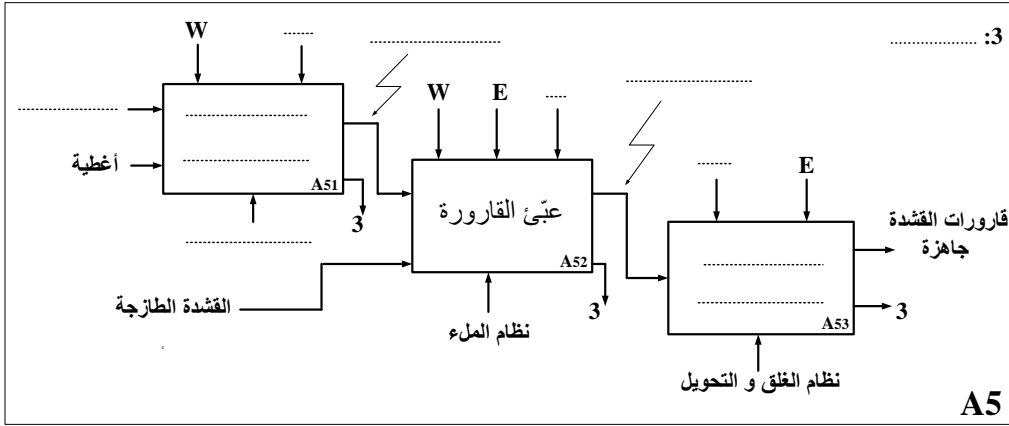 3: ....................
W ......
....................
....................
....................
....................
أغطية
A51
3
....................
W E .....
عبّئ القارورة
A52
3
القشدة الطازجة
نظام الملء
....................
...... E
....................
....................
A53
قارورات القشدة
جاهزة
3
نظام الغلق و التحويل
A5